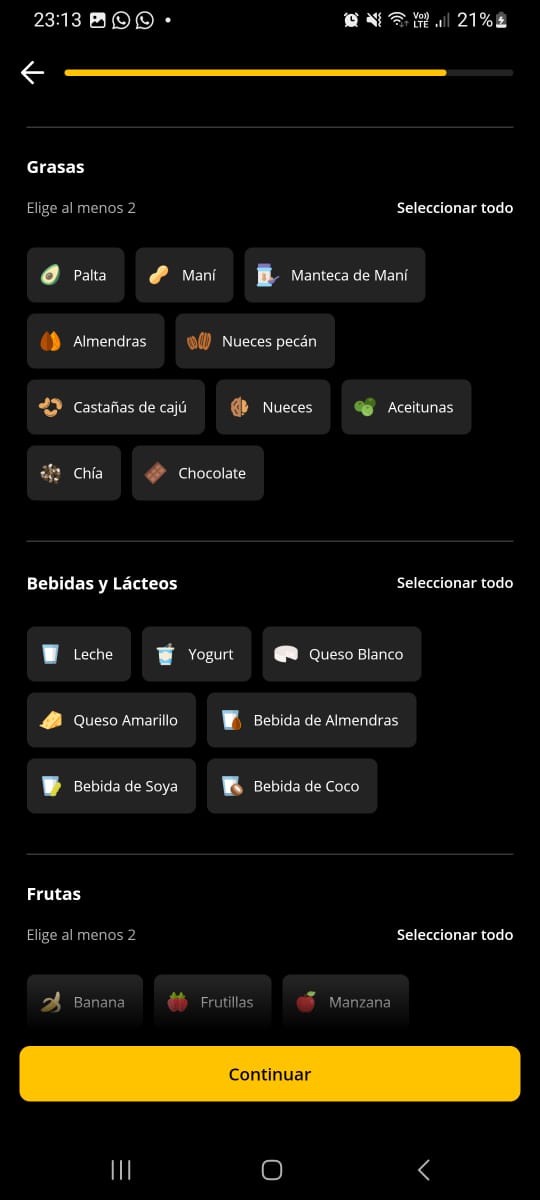 23:13 Vo)) LTE 21%
Grasas
Elige al menos 2 Seleccionar todo
Palta Maní Manteca de Maní
Almendras Nueces pecán
Castañas de cajú Nueces Aceitunas
Chía Chocolate
Bebidas y Lácteos Seleccionar todo
Leche Yogurt Queso Blanco
Queso Amarillo Bebida de Almendras
Bebida de Soya Bebida de Coco
Frutas
Elige al menos 2 Seleccionar todo
Banana Frutillas Manzana
Continuar